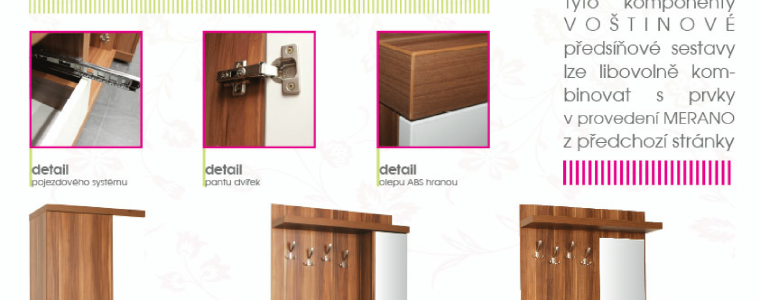 tyto komponenty
VOŠTINOVÉ
předsíňové sestavy
lze libovolně kom-
binovat s prvky
v provedení MERANO
z předchozí stránky
detail
pojezdového systému
detail
pantu dvířek
detail
olepu ABS hranou